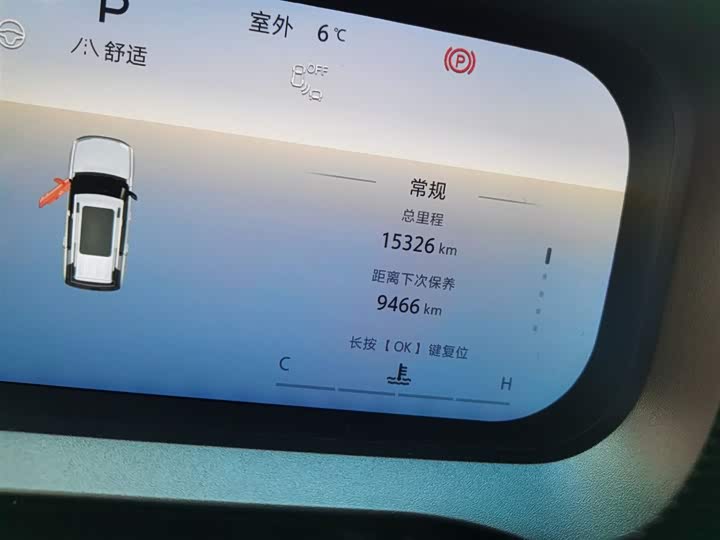 P
舒适
室外 6℃
OFF
P
常规
总里程
15326 km
距离下次保养
9466 km
长按【OK】键复位
C H